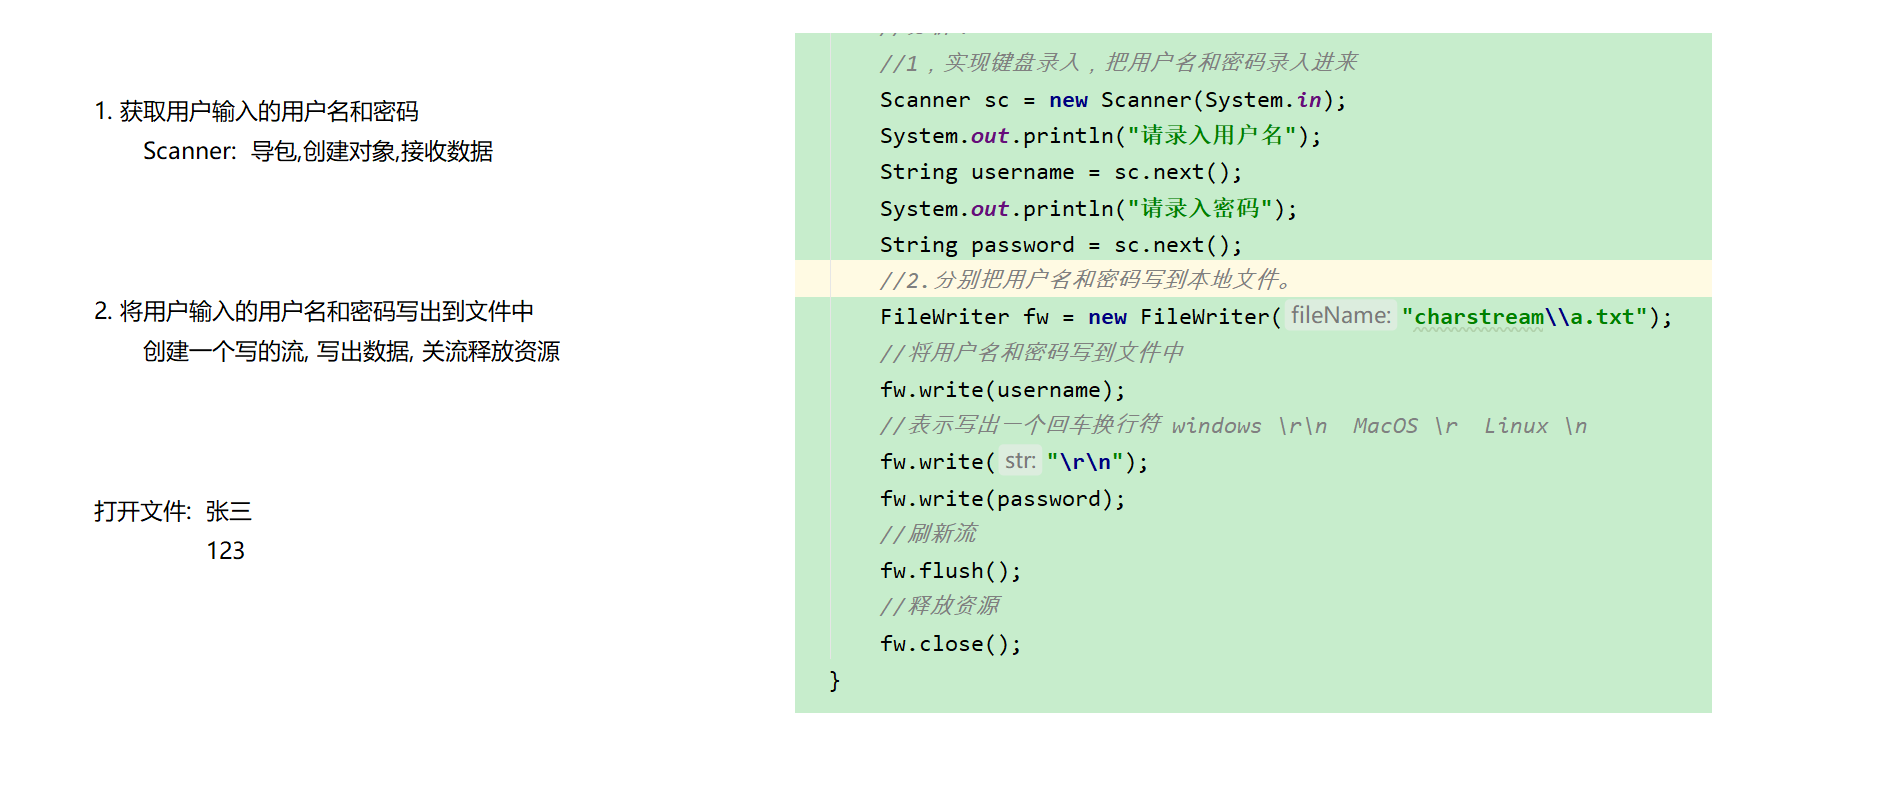 1. 获取用户输入的用户名和密码
Scanner: 导包,创建对象,接收数据
2. 将用户输入的用户名和密码写出到文件中
创建一个写的流, 写出数据, 关流释放资源
打开文件: 张三
123
//1，实现键盘录入，把用户名和密码录入进来
Scanner sc = new Scanner(System.in);
System.out.println("请录入用户名");
String username = sc.next();
System.out.println("请录入密码");
String password = sc.next();
//2.分别把用户名和密码写到本地文件。
FileWriter fw = new FileWriter( fileName: "charstream\\a.txt");
//将用户名和密码写到文件中
fw.write(username);
//表示写出一个回车换行符 windows \r\n  MacOS \r  Linux \n
fw.write( str: "\r\n");
fw.write(password);
//刷新流
fw.flush();
//释放资源
fw.close();
}